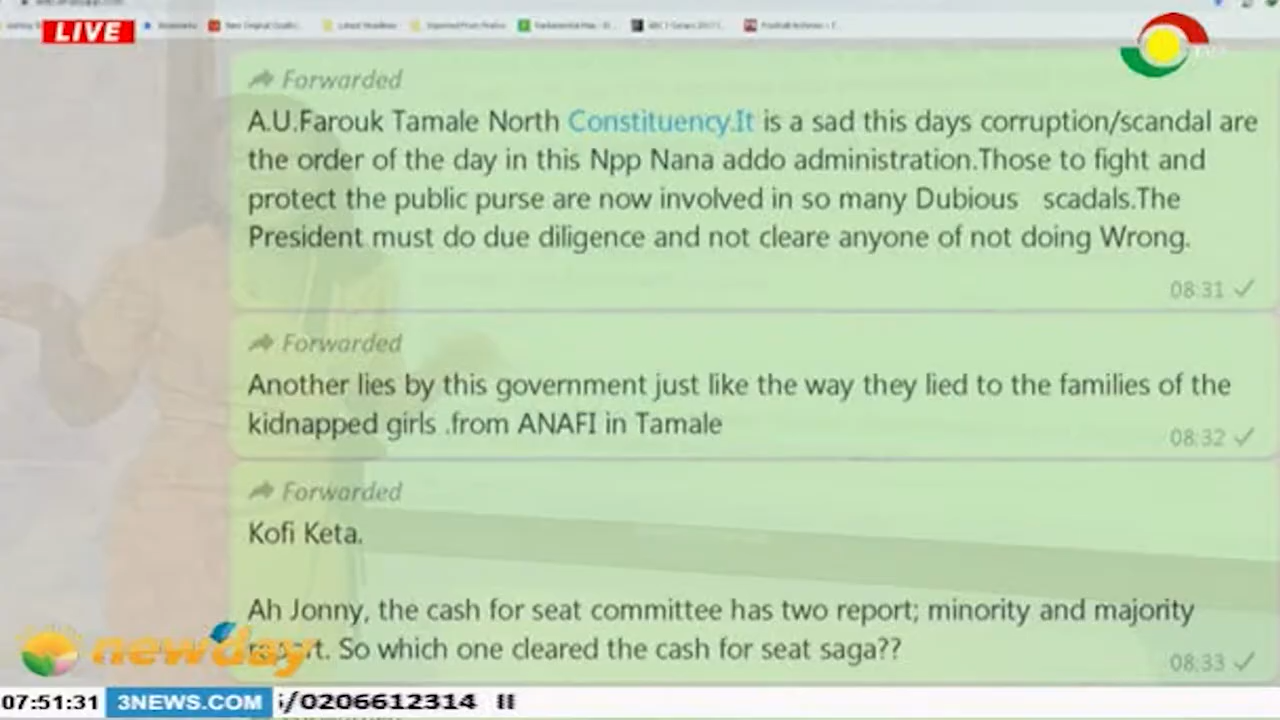 LIVE
Forwarded
A.U.Farouk Tamale North Constituency.It is a sad this days corruption/scandal are
the order of the day in this Npp Nana addo administration.Those to fight and
protect the public purse are now involved in so many Dubious scadals.The
President must do due diligence and not cleare anyone of not doing Wrong.
08:31
Forwarded
Another lies by this government just like the way they lied to the families of the
kidnapped girls .from ANAFI in Tamale
08:32
Forwarded
Kofi Keta.
Ah Jonny, the cash for seat committee has two report; minority and majority
report. So which one cleared the cash for seat saga??
08:33
newday
07:51:31 3NEWS.COM /0206612314